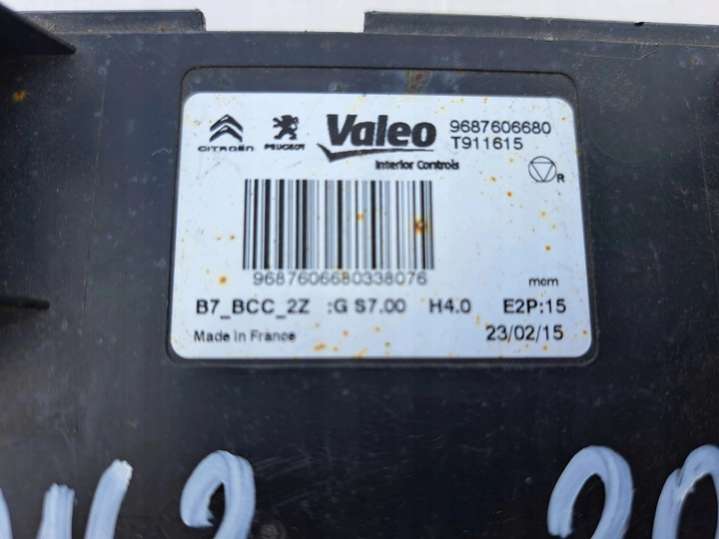 CITROËN PEUGEOT Valeo 9687606680
T911615
Interior Controls
R
9687606680338076
mcm
B7_BCC_2Z :G S7.00 H4.0 E2P:15
Made in France 23/02/15